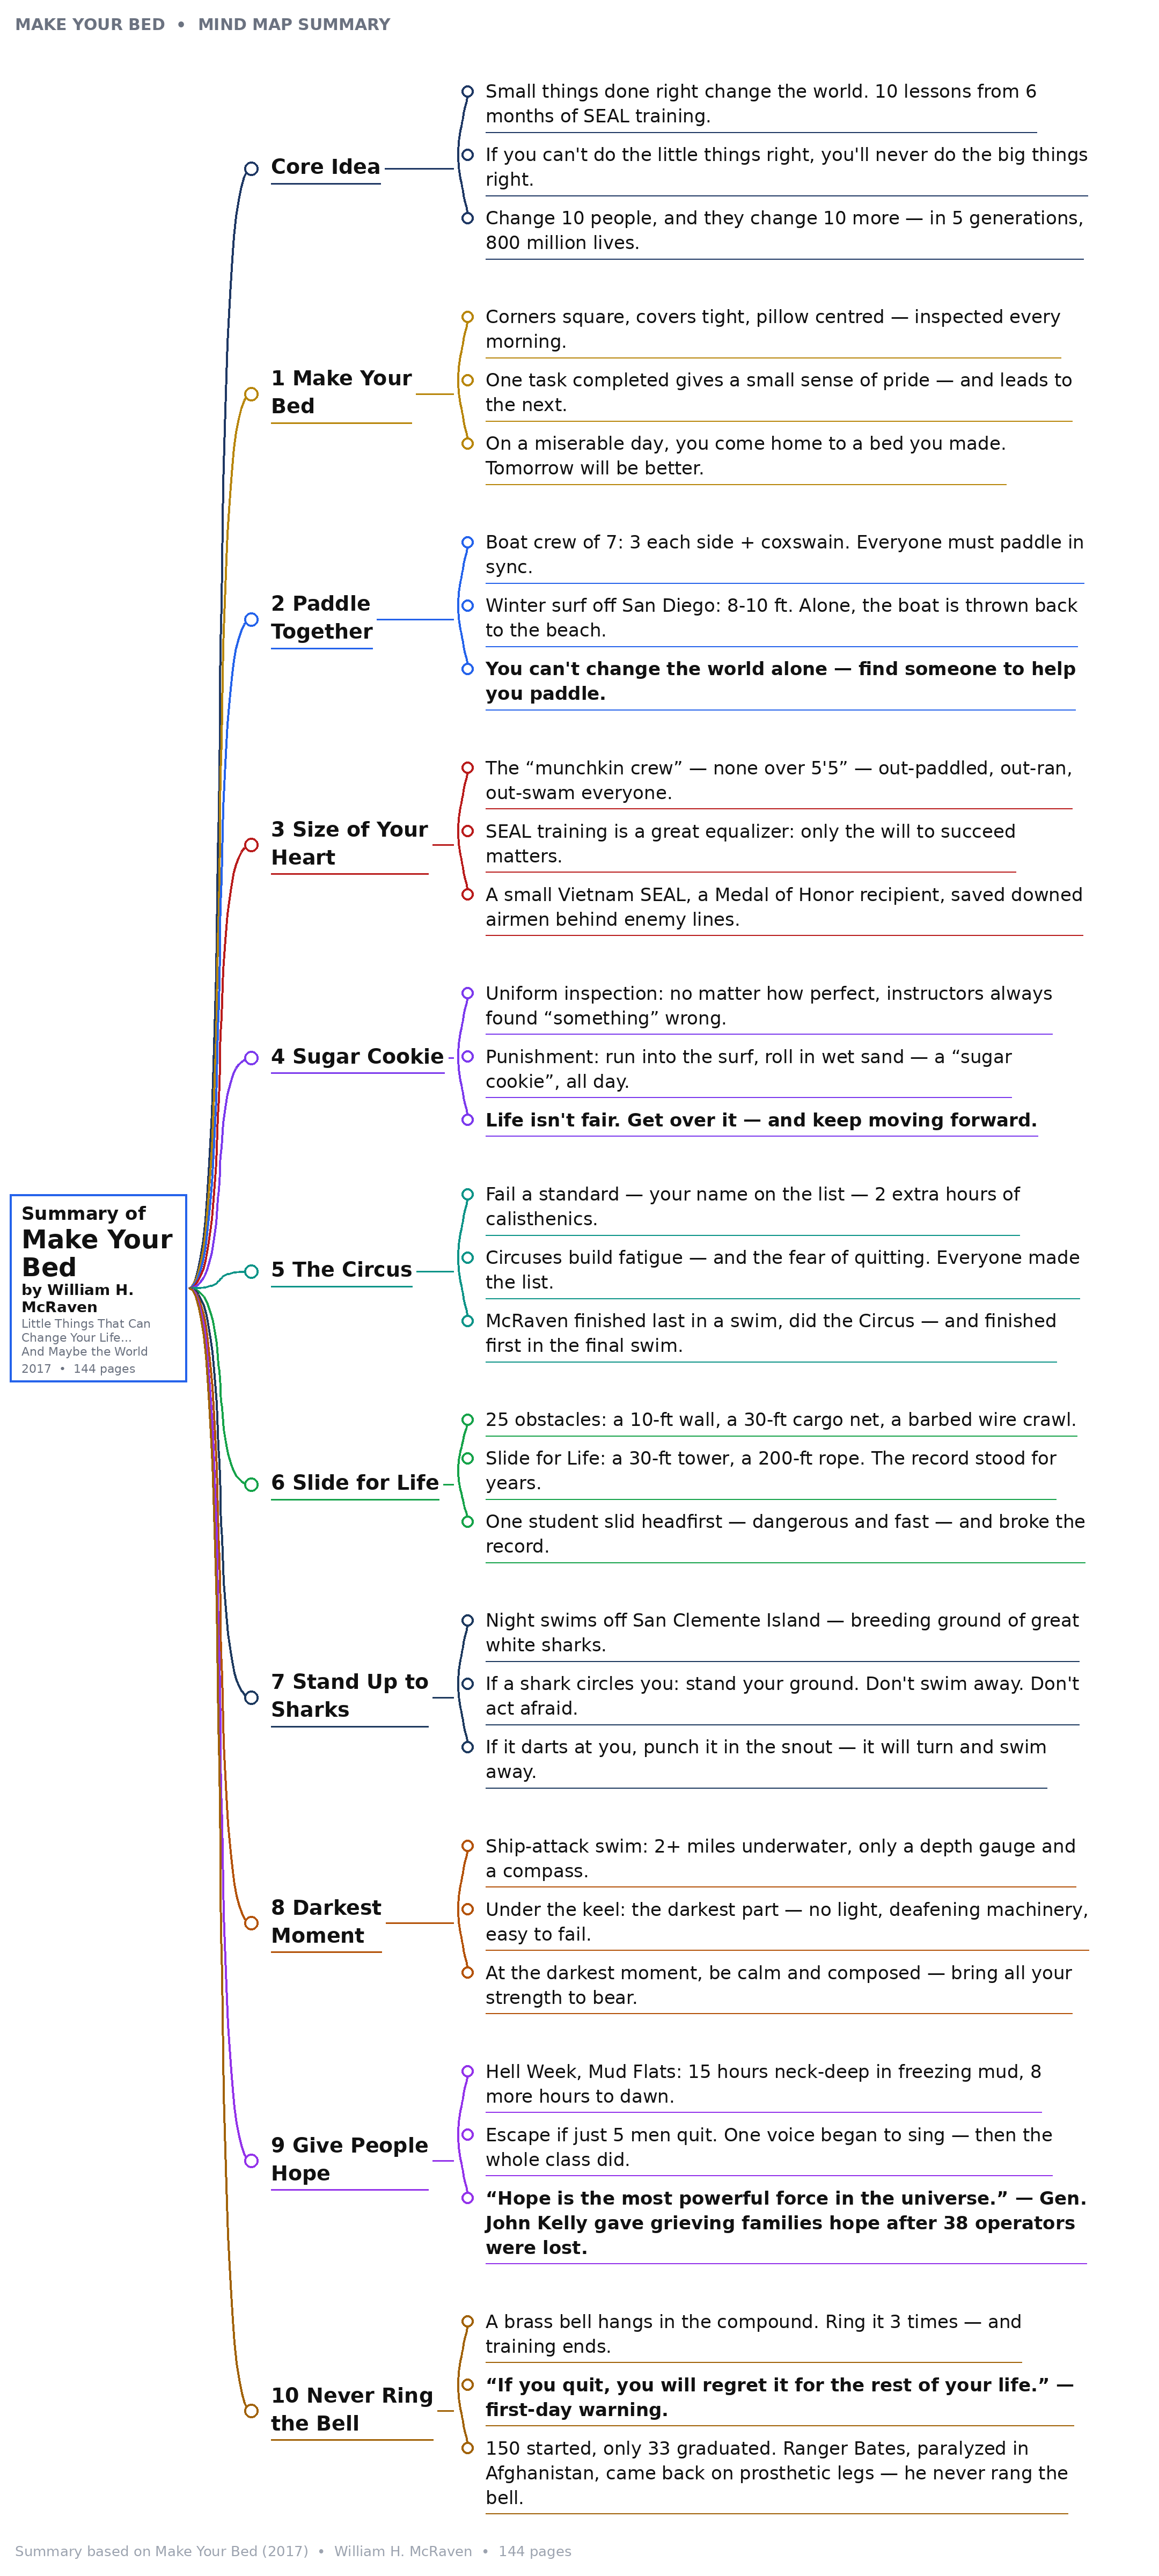 MAKE YOUR BED • MIND MAP SUMMARY
Core Idea
Small things done right change the world. 10 lessons from 6
months of SEAL training.
If you can't do the little things right, you'll never do the big things
right.
Change 10 people, and they change 10 more — in 5 generations,
800 million lives.
1 Make Your
Bed
Corners square, covers tight, pillow centred — inspected every
morning.
One task completed gives a small sense of pride — and leads to
the next.
On a miserable day, you come home to a bed you made.
Tomorrow will be better.
2 Paddle
Together
Boat crew of 7: 3 each side + coxswain. Everyone must paddle in
sync.
Winter surf off San Diego: 8-10 ft. Alone, the boat is thrown back
to the beach.
You can't change the world alone — find someone to help
you paddle.
3 Size of Your
Heart
The “munchkin crew” — none over 5'5” — out-paddled, out-ran,
out-swam everyone.
SEAL training is a great equalizer: only the will to succeed
matters.
A small Vietnam SEAL, a Medal of Honor recipient, saved downed
airmen behind enemy lines.
4 Sugar Cookie
Uniform inspection: no matter how perfect, instructors always
found “something” wrong.
Punishment: run into the surf, roll in wet sand — a “sugar
cookie”, all day.
Life isn't fair. Get over it — and keep moving forward.
Summary of
Make Your
Bed
by William H.
McRaven
Little Things That Can
Change Your Life...
And Maybe the World
2017 • 144 pages
5 The Circus
Fail a standard — your name on the list — 2 extra hours of
calisthenics.
Circuses build fatigue — and the fear of quitting. Everyone made
the list.
McRaven finished last in a swim, did the Circus — and finished
first in the final swim.
6 Slide for Life
25 obstacles: a 10-ft wall, a 30-ft cargo net, a barbed wire crawl.
Slide for Life: a 30-ft tower, a 200-ft rope. The record stood for
years.
One student slid headfirst — dangerous and fast — and broke the
record.
7 Stand Up to
Sharks
Night swims off San Clemente Island — breeding ground of great
white sharks.
If a shark circles you: stand your ground. Don't swim away. Don't
act afraid.
If it darts at you, punch it in the snout — it will turn and swim
away.
8 Darkest
Moment
Ship-attack swim: 2+ miles underwater, only a depth gauge and
a compass.
Under the keel: the darkest part — no light, deafening machinery,
easy to fail.
At the darkest moment, be calm and composed — bring all your
strength to bear.
9 Give People
Hope
Hell Week, Mud Flats: 15 hours neck-deep in freezing mud, 8
more hours to dawn.
Escape if just 5 men quit. One voice began to sing — then the
whole class did.
“Hope is the most powerful force in the universe.” — Gen.
John Kelly gave grieving families hope after 38 operators
were lost.
10 Never Ring
the Bell
A brass bell hangs in the compound. Ring it 3 times — and
training ends.
“If you quit, you will regret it for the rest of your life.” —
first-day warning.
150 started, only 33 graduated. Ranger Bates, paralyzed in
Afghanistan, came back on prosthetic legs — he never rang the
bell.
Summary based on Make Your Bed (2017) • William H. McRaven • 144 pages